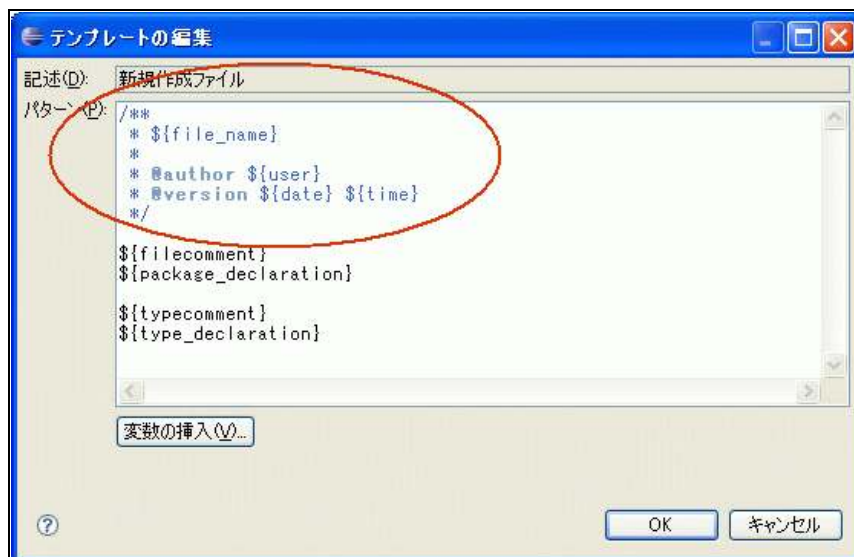 テンプレートの編集
記述(D): 新規作成ファイル
パターン(P): /**
* ${file_name}
*
* @author ${user}
* @version ${date} ${time}
*/
${filecomment}
${package_declaration}
${typecomment}
${type_declaration}
変数の挿入(V)...
?
OK キャンセル